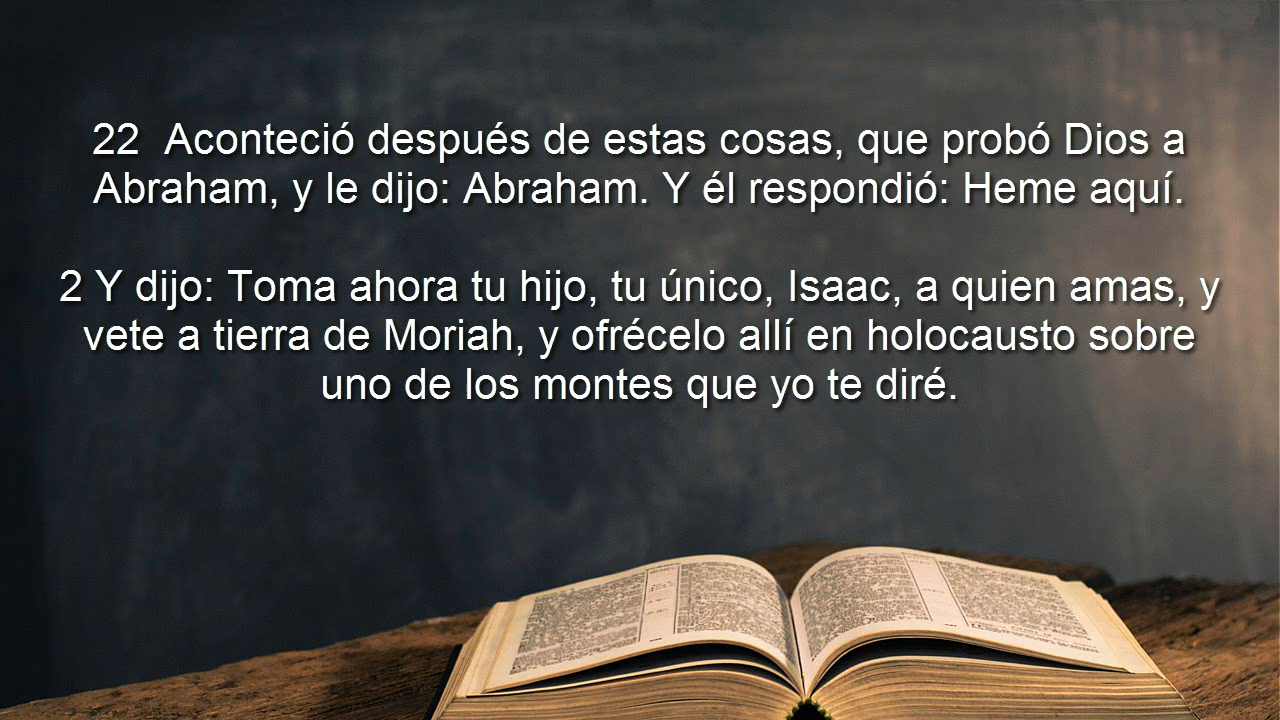 22  Aconteció después de estas cosas, que probó Dios a
Abraham, y le dijo: Abraham. Y él respondió: Heme aquí.
2 Y dijo: Toma ahora tu hijo, tu único, Isaac, a quien amas, y
vete a tierra de Moriah, y ofrécelo allí en holocausto sobre
uno de los montes que yo te diré.